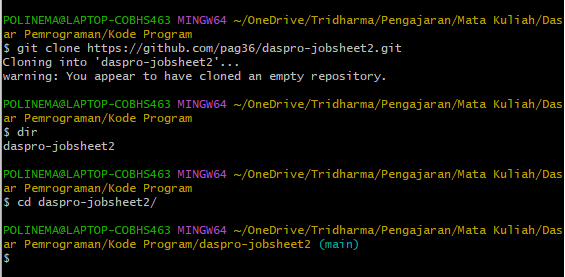 POLINEMA@LAPTOP-COBHS463 MINGW64 ~/OneDrive/Tridharma/Pengajaran/Mata Kuliah/Das
ar Pemrograman/Kode Program
$ git clone https://github.com/pag36/daspro-jobsheet2.git
Cloning into 'daspro-jobsheet2'...
warning: You appear to have cloned an empty repository.
POLINEMA@LAPTOP-COBHS463 MINGW64 ~/OneDrive/Tridharma/Pengajaran/Mata Kuliah/Das
ar Pemrograman/Kode Program
$ dir
daspro-jobsheet2
POLINEMA@LAPTOP-COBHS463 MINGW64 ~/OneDrive/Tridharma/Pengajaran/Mata Kuliah/Das
ar Pemrograman/Kode Program
$ cd daspro-jobsheet2/
POLINEMA@LAPTOP-COBHS463 MINGW64 ~/OneDrive/Tridharma/Pengajaran/Mata Kuliah/Das
ar Pemrograman/Kode Program/daspro-jobsheet2 (main)
$